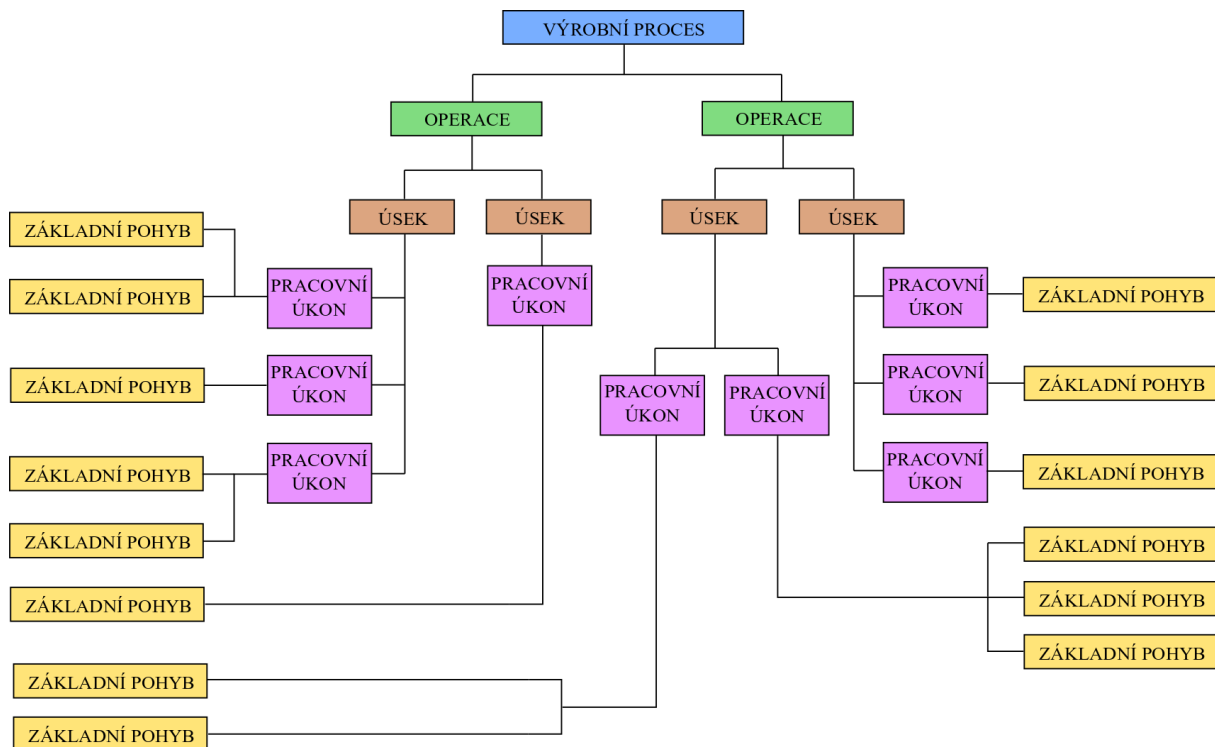 VÝROBNÍ PROCES
OPERACE
OPERACE
ÚSEK
ÚSEK
ÚSEK
ÚSEK
ZÁKLADNÍ POHYB
ZÁKLADNÍ POHYB
PRACOVNÍ
ÚKON
PRACOVNÍ
ÚKON
PRACOVNÍ
ÚKON
ZÁKLADNÍ POHYB
ZÁKLADNÍ POHYB
PRACOVNÍ
ÚKON
PRACOVNÍ
ÚKON
PRACOVNÍ
ÚKON
PRACOVNÍ
ÚKON
ZÁKLADNÍ POHYB
ZÁKLADNÍ POHYB
PRACOVNÍ
ÚKON
PRACOVNÍ
ÚKON
ZÁKLADNÍ POHYB
ZÁKLADNÍ POHYB
ZÁKLADNÍ POHYB
ZÁKLADNÍ POHYB
ZÁKLADNÍ POHYB
ZÁKLADNÍ POHYB
ZÁKLADNÍ POHYB
ZÁKLADNÍ POHYB